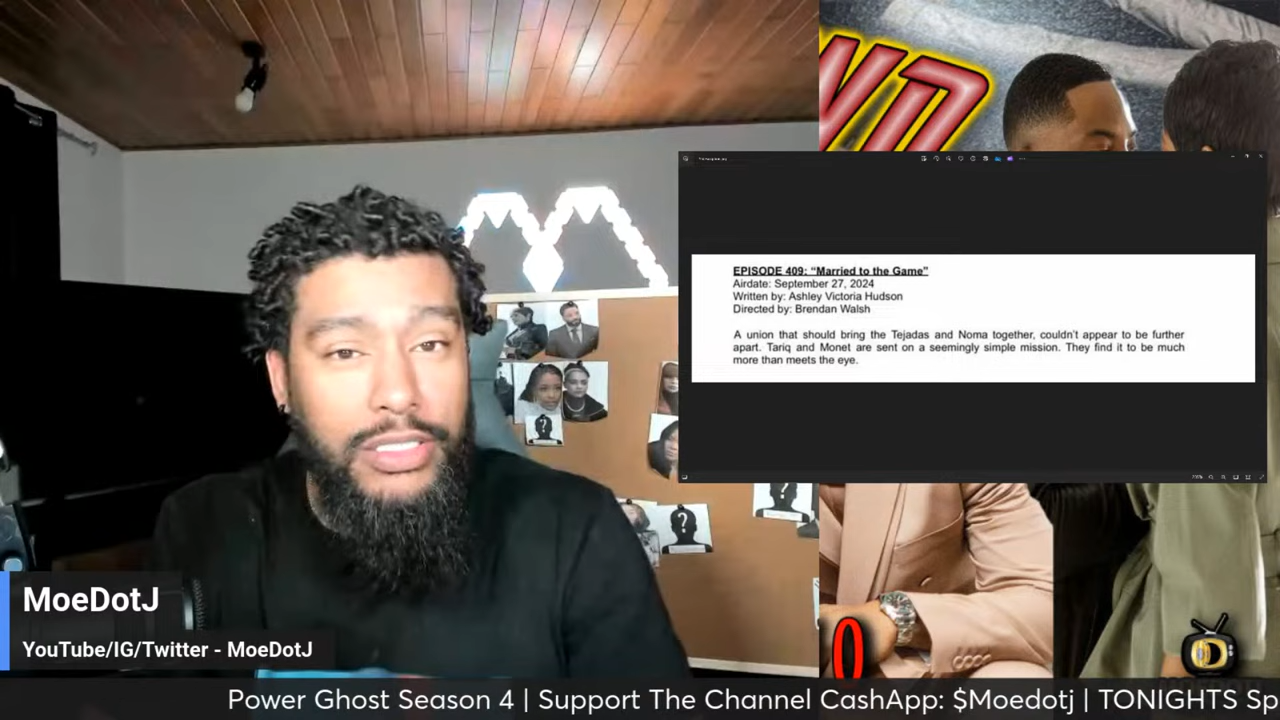 ND
EPISODE 409: “Married to the Game”
Airdate: September 27, 2024
Written by: Ashley Victoria Hudson
Directed by: Brendan Walsh
A union that should bring the Tejadas and Noma together, couldn’t appear to be further
apart. Tariq and Monet are sent on a seemingly simple mission. They find it to be much
more than meets the eye.
?
?
?
MoeDotJ
YouTube/IG/Twitter - MoeDotJ
0
D
Power Ghost Season 4 | Support The Channel CashApp: $Moedotj | TONIGHTS Sp